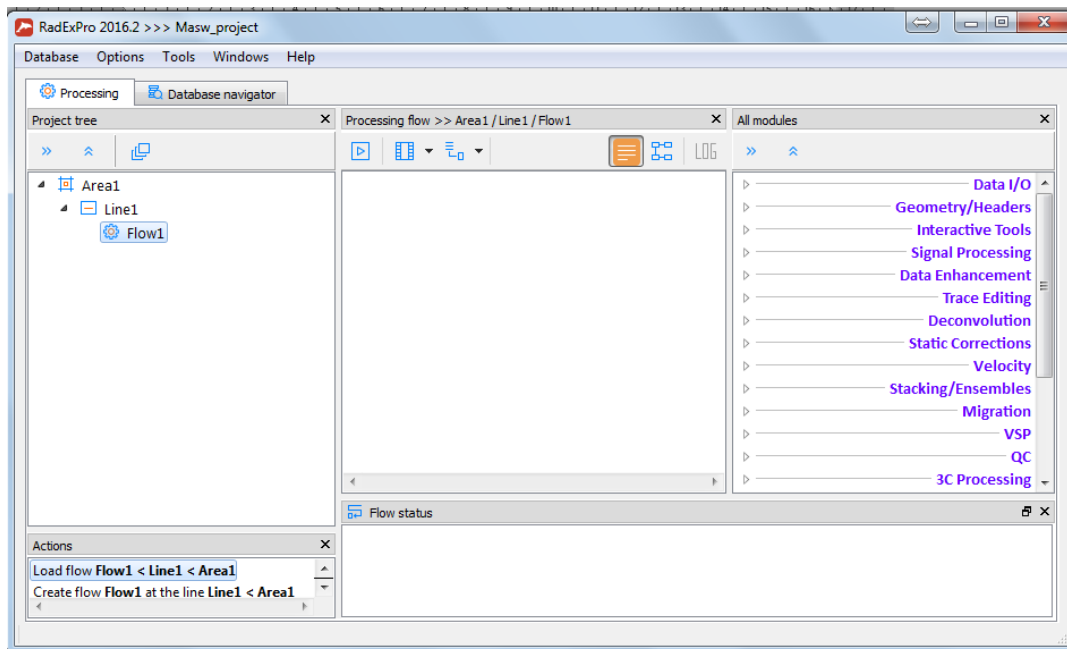 RadExPro 2016.2 >>> Masw_project
Database Options Tools Windows Help
Processing Database navigator
Project tree
Area1
Line1
Flow1
Actions
Load flow Flow1 < Line1 < Area1
Create flow Flow1 at the line Line1 < Area1
Processing flow >> Area1 / Line1 / Flow1
LOG
Flow status
All modules
Data I/O
Geometry/Headers
Interactive Tools
Signal Processing
Data Enhancement
Trace Editing
Deconvolution
Static Corrections
Velocity
Stacking/Ensembles
Migration
VSP
QC
3C Processing